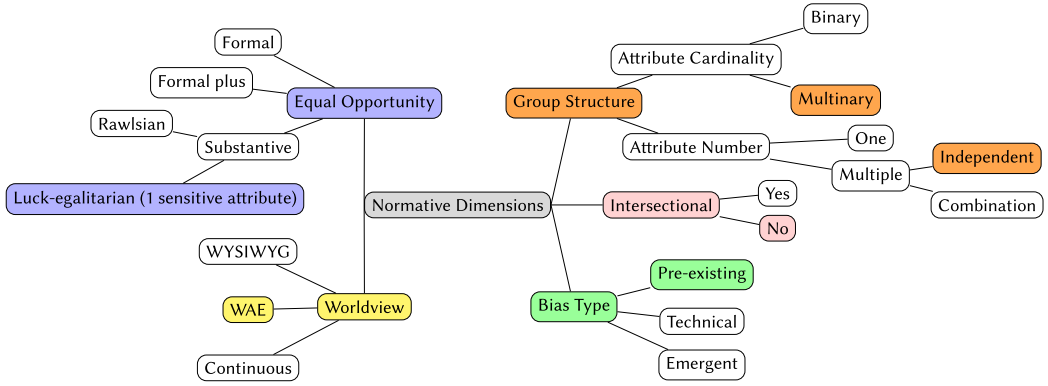 Binary
Formal
Attribute Cardinality
Formal plus
Equal Opportunity
Group Structure
Multinary
Rawlsian
Substantive
Attribute Number
One
Independent
Multiple
Luck-egalitarian (1 sensitive attribute)
Normative Dimensions
Intersectional
Yes
Combination
No
WYSIWYG
Pre-existing
WAE
Worldview
Bias Type
Technical
Continuous
Emergent